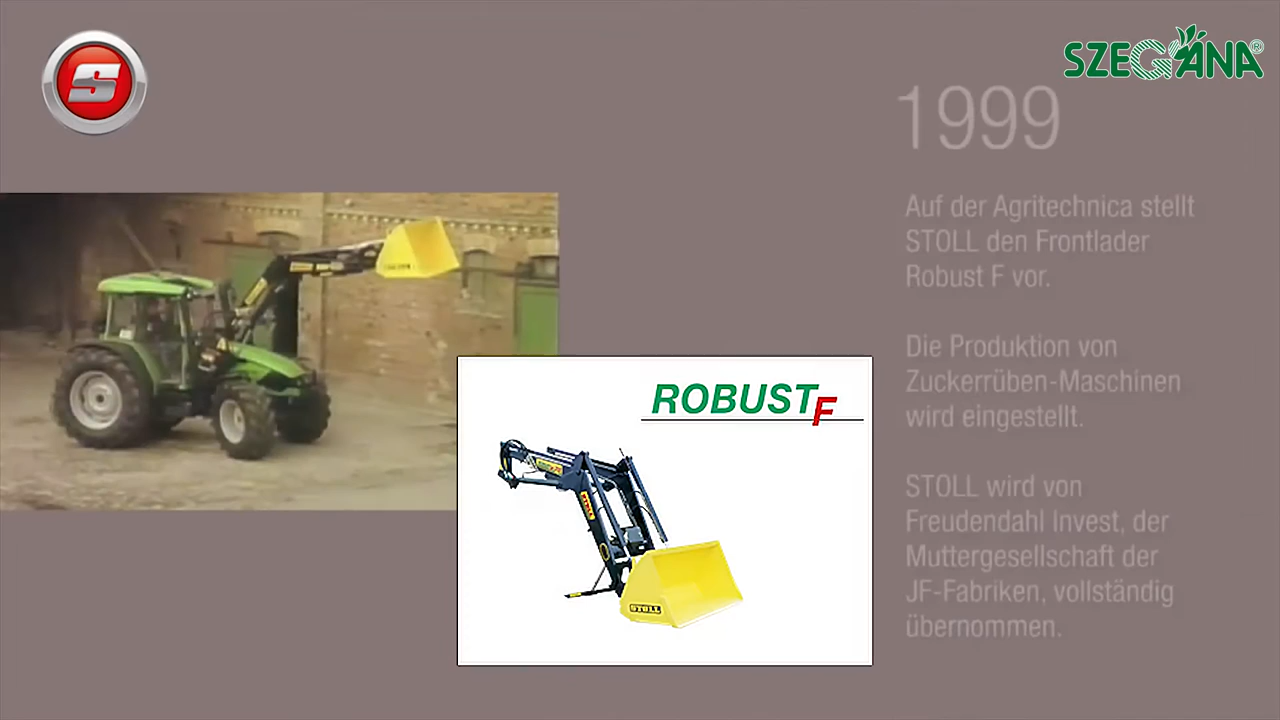 SZEGANA®
1999
Auf der Agritechnica stellt
STOLL den Frontlader
Robust F vor.
Die Produktion von
Zuckerrüben-Maschinen
wird eingestellt.
STOLL wird von
Freudendahl Invest, der
Muttergesellschaft der
JF-Fabriken, vollständig
übernommen.
ROBUST F
STOLL
STOLL
S